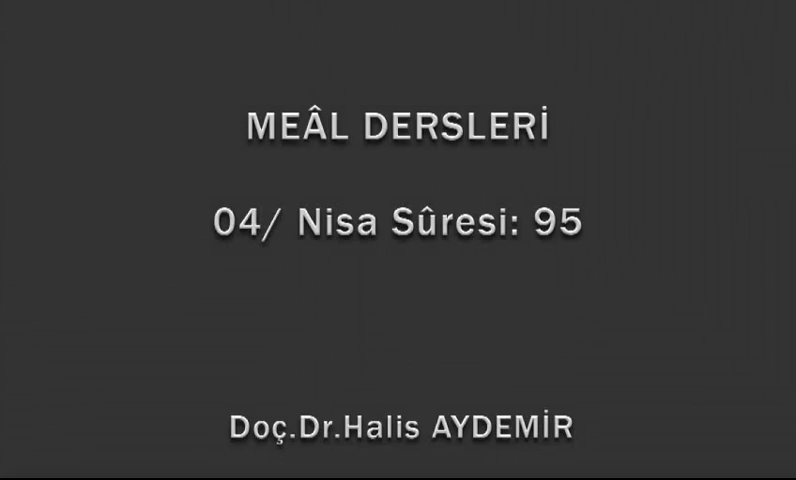 MEÂL DERSLERİ
04/ Nisa Sûresi: 95
Doç.Dr.Halis AYDEMİR